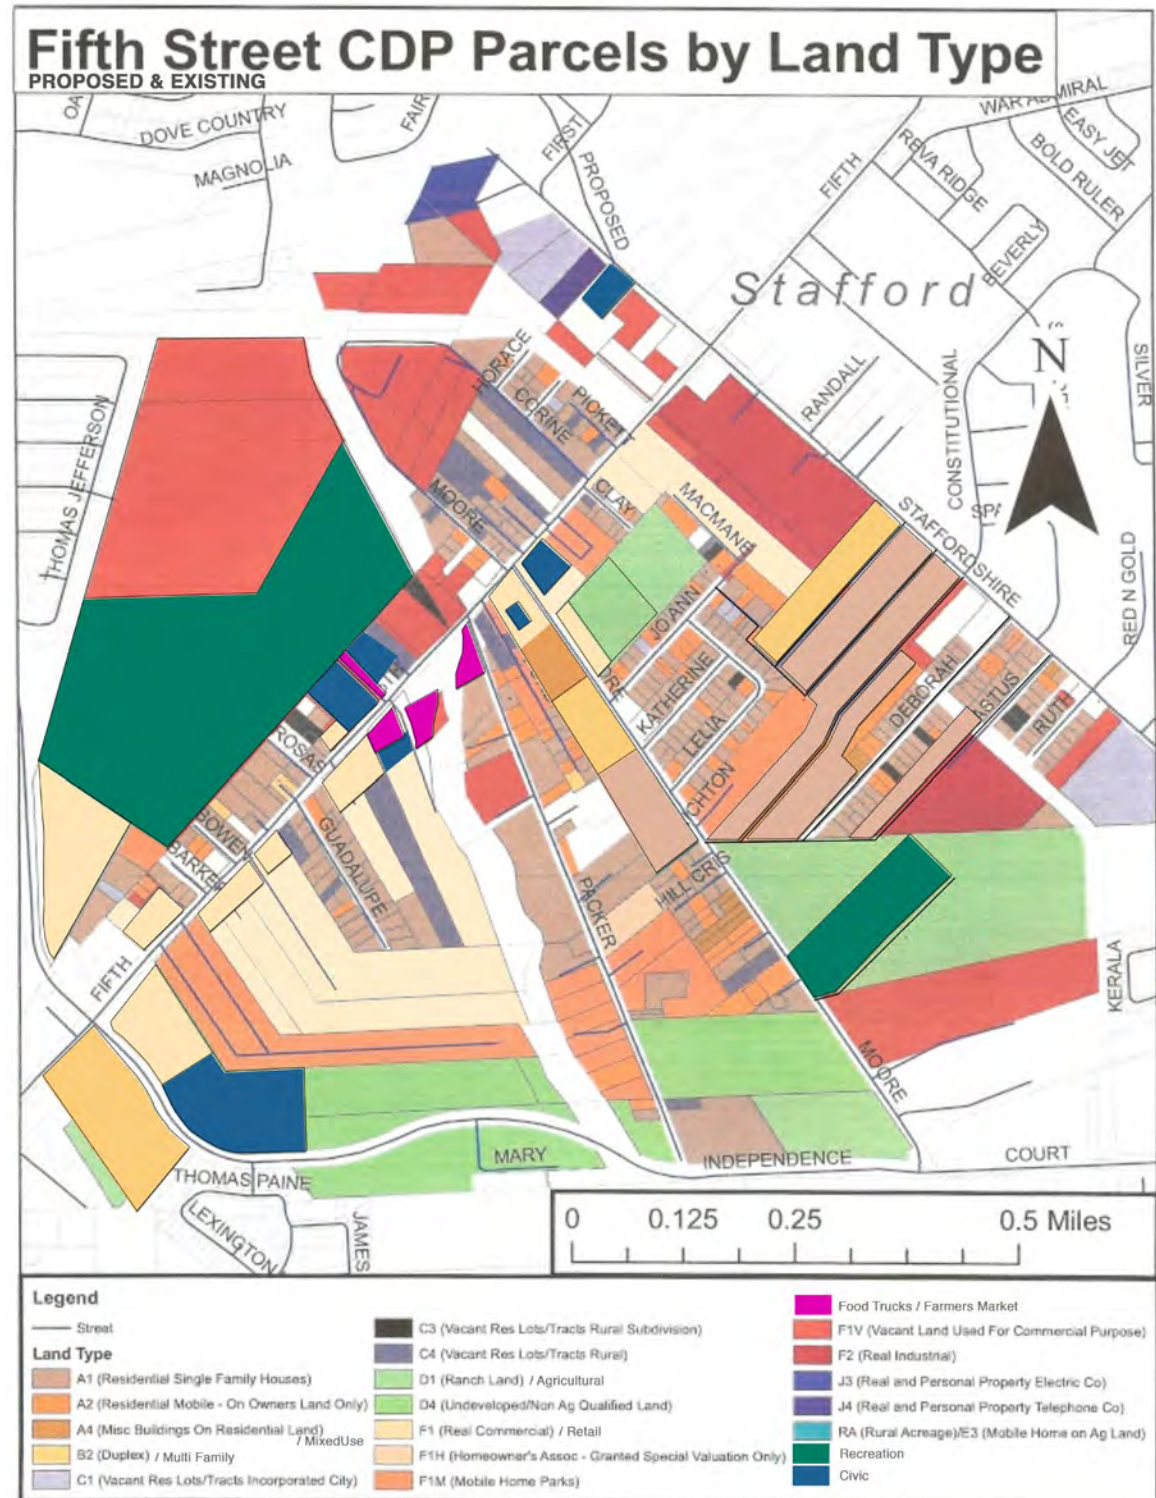 Fifth Street CDP Parcels by Land Type
PROPOSED & EXISTING
OA
DOVE COUNTRY
MAGNOLIA
FAIR
FIRST
PROPOSED
FIFTH
WAR ADMIRAL
EASY JET
REVA RIDGE
BOLD RULER
BEVERLY
Stafford
SILVER
N
HORACE
CORINE
PICKETT
RANDALL
CONSTITUTIONAL
THOMAS JEFFERSON
MOORE
CLAY
MACMANE
STAFFORDSHIRE
RED N GOLD
JO ANN
KATHERINE
LELIA
CHTON
DEBORAH
ASTUS
RUTH
ROSAS
BOWEN
BARKER
GUADALUPE
PACKER
HILL CRIS
FIFTH
KERALA
MOORE
MARY
INDEPENDENCE
COURT
THOMAS PAINE
LEXINGTON
JAMES
0 0.125 0.25 0.5 Miles
Legend
Street
Land Type
A1 (Residential Single Family Houses)
A2 (Residential Mobile - On Owners Land Only)
A4 (Misc Buildings On Residential Land) / MixedUse
B2 (Duplex) / Multi Family
C1 (Vacant Res Lots/Tracts Incorporated City)
C3 (Vacant Res Lots/Tracts Rural Subdivision)
C4 (Vacant Res Lots/Tracts Rural)
D1 (Ranch Land) / Agricultural
D4 (Undeveloped/Non Ag Qualified Land)
F1 (Real Commercial) / Retail
F1H (Homeowner's Assoc - Granted Special Valuation Only)
F1M (Mobile Home Parks)
Food Trucks / Farmers Market
F1V (Vacant Land Used For Commercial Purpose)
F2 (Real Industrial)
J3 (Real and Personal Property Electric Co)
J4 (Real and Personal Property Telephone Co)
RA (Rural Acreage)/E3 (Mobile Home on Ag Land)
Recreation
Civic